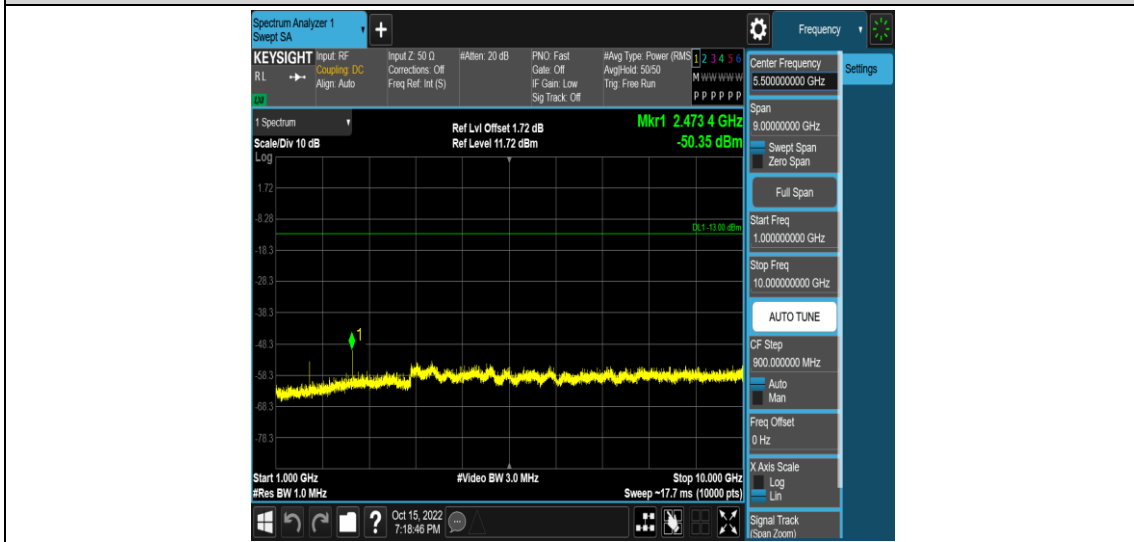 Spectrum Analyzer 1
Swept SA
+
Frequency
KEYSIGHT
RL
Input: RF
Coupling: DC
Align: Auto
Input Z: 50 Ω
Corrections: Off
Freq Ref: Int (S)
#Atten: 20 dB
PNO: Fast
Gate: Off
IF Gain: Low
Sig Track: Off
#Avg Type: Power (RMS
Avg|Hold: 50/50
Trig: Free Run
1 2 3 4 5 6
M W W W W W
P P P P P P
1 Spectrum
Scale/Div 10 dB
Log
Ref Lvl Offset 1.72 dB
Ref Level 11.72 dBm
Mkr1 2.473 4 GHz
-50.35 dBm
1.72
-8.28
DL1 -13.00 dBm
-18.3
-28.3
-38.3
1
-48.3
-58.3
-68.3
-78.3
Start 1.000 GHz
#Res BW 1.0 MHz
#Video BW 3.0 MHz
Stop 10.000 GHz
Sweep ~17.7 ms (10000 pts)
?
Oct 15, 2022
7:18:46 PM
Center Frequency
5.500000000 GHz
Settings
Span
9.00000000 GHz
Swept Span
Zero Span
Full Span
Start Freq
1.000000000 GHz
Stop Freq
10.000000000 GHz
AUTO TUNE
CF Step
900.000000 MHz
Auto
Man
Freq Offset
0 Hz
X Axis Scale
Log
Lin
Signal Track
(Span Zoom)